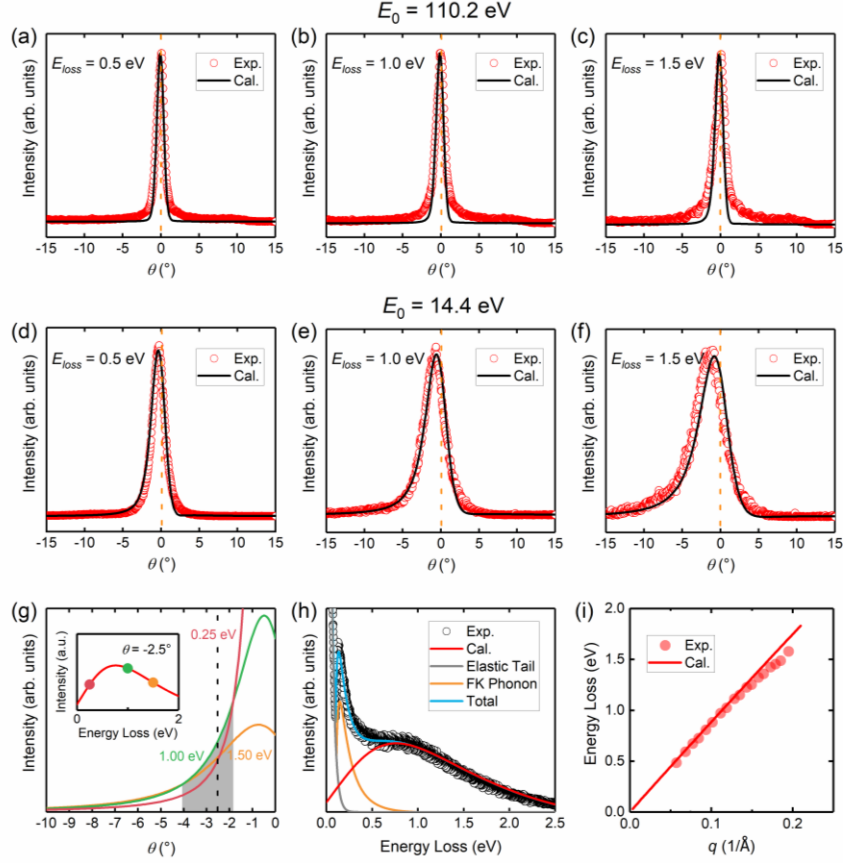 E0 = 110.2 eV
(a)
Eloss = 0.5 eV
Exp.
Cal.
Intensity (arb. units)
-15 -10 -5 0 5 10 15
θ (°)
(b)
Eloss = 1.0 eV
Exp.
Cal.
Intensity (arb. units)
-15 -10 -5 0 5 10 15
θ (°)
(c)
Eloss = 1.5 eV
Exp.
Cal.
Intensity (arb. units)
-15 -10 -5 0 5 10 15
θ (°)
E0 = 14.4 eV
(d)
Eloss = 0.5 eV
Exp.
Cal.
Intensity (arb. units)
-15 -10 -5 0 5 10 15
θ (°)
(e)
Eloss = 1.0 eV
Exp.
Cal.
Intensity (arb. units)
-15 -10 -5 0 5 10 15
θ (°)
(f)
Eloss = 1.5 eV
Exp.
Cal.
Intensity (arb. units)
-15 -10 -5 0 5 10 15
θ (°)
(g)
0.25 eV
θ = -2.5°
Intensity (a.u.)
0 1 2
Energy Loss (eV)
1.00 eV
1.50 eV
Intensity (arb. units)
-10 -9 -8 -7 -6 -5 -4 -3 -2 -1 0
θ (°)
(h)
Exp.
Cal.
Elastic Tail
FK Phonon
Total
Intensity (arb. units)
0.0 0.5 1.0 1.5 2.0 2.5
Energy Loss (eV)
(i)
Exp.
Cal.
Energy Loss (eV)
2.0
1.5
1.0
0.5
0.0
0.0 0.1 0.2
q (1/Å)